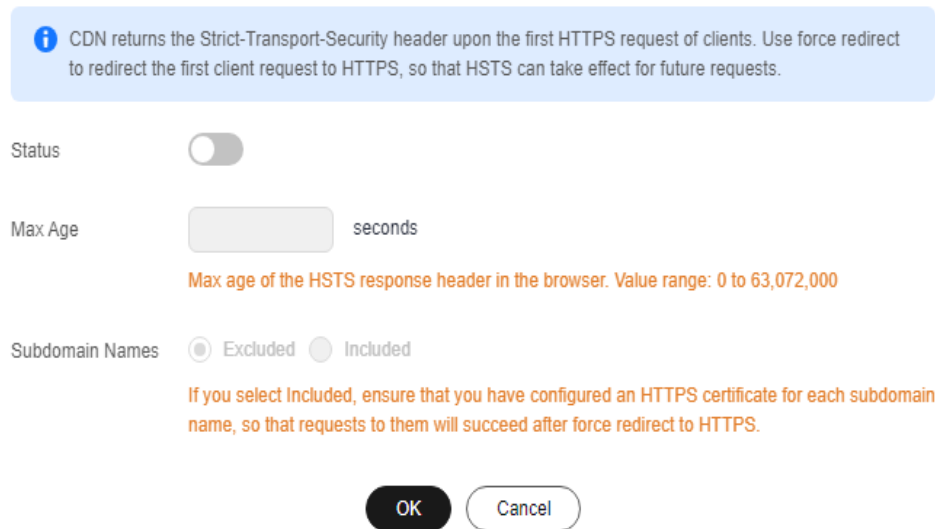 CDN returns the Strict-Transport-Security header upon the first HTTPS request of clients. Use force redirect
to redirect the first client request to HTTPS, so that HSTS can take effect for future requests.
Status
Max Age seconds
Max age of the HSTS response header in the browser. Value range: 0 to 63,072,000
Subdomain Names Excluded Included
If you select Included, ensure that you have configured an HTTPS certificate for each subdomain
name, so that requests to them will succeed after force redirect to HTTPS.
OK Cancel